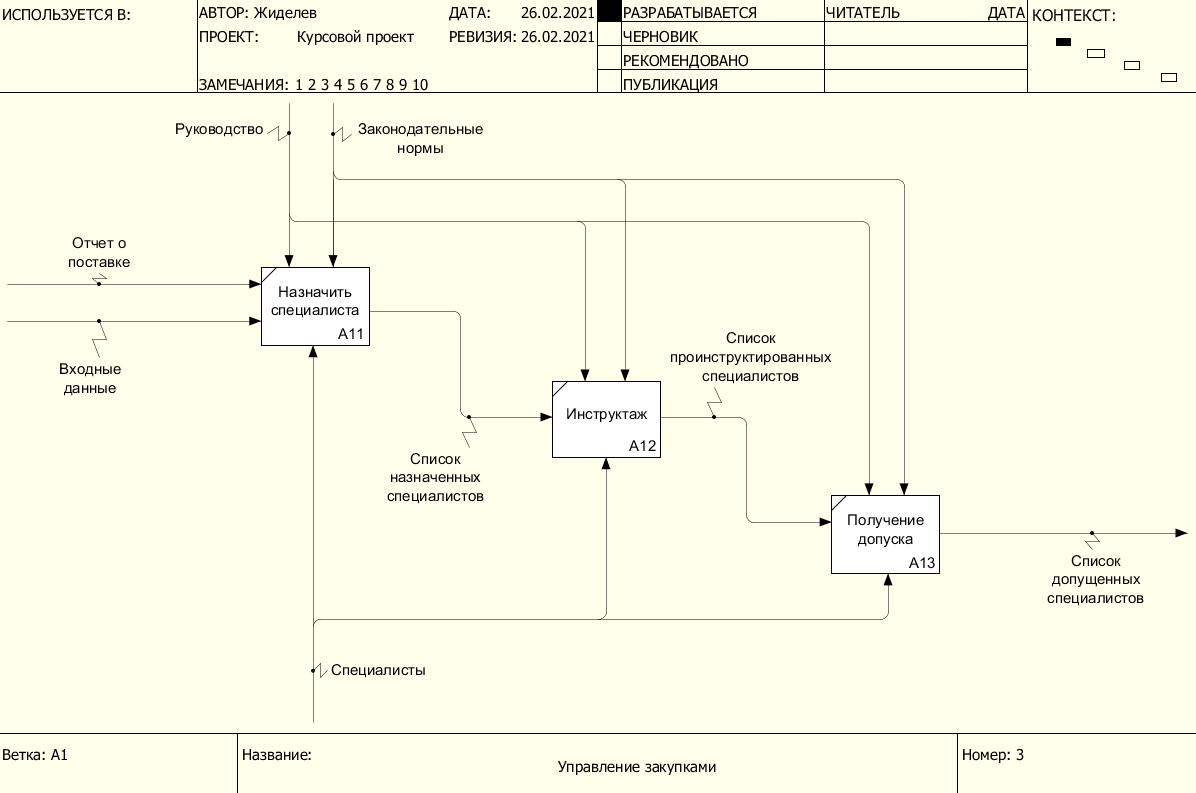 ИСПОЛЬЗУЕТСЯ В:
АВТОР: Жиделев
ДАТА: 26.02.2021
ПРОЕКТ: Курсовой проект
РЕВИЗИЯ: 26.02.2021
ЗАМЕЧАНИЯ: 1 2 3 4 5 6 7 8 9 10
РАЗРАБАТЫВАЕТСЯ
ЧЕРНОВИК
РЕКОМЕНДОВАНО
ПУБЛИКАЦИЯ
ЧИТАТЕЛЬ
ДАТА
КОНТЕКСТ:
Руководство
Законодательные
нормы
Отчет о
поставке
Входные
данные
Назначить
специалиста
A11
Список
назначенных
специалистов
Инструктаж
A12
Список
проинструктированных
специалистов
Получение
допуска
A13
Список
допущенных
специалистов
Специалисты
Ветка: A1
Название:
Управление закупками
Номер: 3